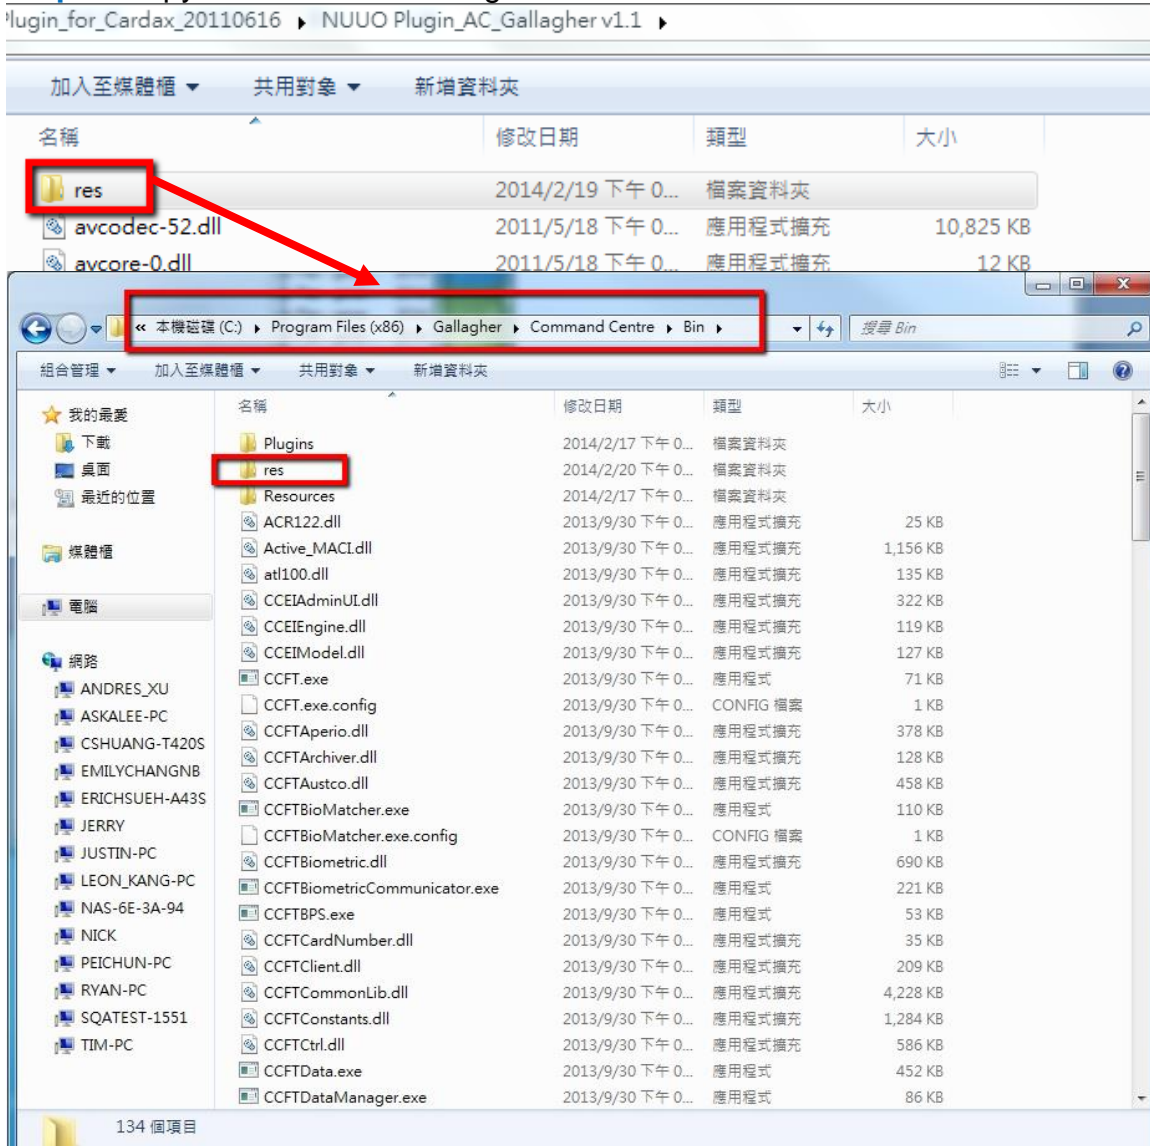 lugin_for_Cardax_20110616 ▸ NUUO Plugin_AC_Gallagher v1.1 ▸
加入至媒體櫃 ▼ 共用對象 ▼ 新增資料夾
名稱 修改日期 類型 大小
res 2014/2/19 下午 0... 檔案資料夾
avcodec-52.dll 2011/5/18 下午 0... 應用程式擴充 10,825 KB
avcore-0.dll 2011/5/18 下午 0... 應用程式擴充 12 KB
« 本機磁碟 (C:) ▸ Program Files (x86) ▸ Gallagher ▸ Command Centre ▸ Bin ▸ 搜尋 Bin
組合管理 ▼ 加入至媒體櫃 ▼ 共用對象 ▼ 新增資料夾
我的最愛
下載
桌面
最近的位置
媒體櫃
電腦
網路
ANDRES_XU
ASKALEE-PC
CSHUANG-T420S
EMILYCHANGNB
ERICHSUEH-A43S
JERRY
JUSTIN-PC
LEON_KANG-PC
NAS-6E-3A-94
NICK
PEICHUN-PC
RYAN-PC
SQATEST-1551
TIM-PC
名稱 修改日期 類型 大小
Plugins 2014/2/17 下午 0... 檔案資料夾
res 2014/2/20 下午 0... 檔案資料夾
Resources 2014/2/17 下午 0... 檔案資料夾
ACR122.dll 2013/9/30 下午 0... 應用程式擴充 25 KB
Active_MACI.dll 2013/9/30 下午 0... 應用程式擴充 1,156 KB
atl100.dll 2013/9/30 下午 0... 應用程式擴充 135 KB
CCEIAdminUI.dll 2013/9/30 下午 0... 應用程式擴充 322 KB
CCEIEngine.dll 2013/9/30 下午 0... 應用程式擴充 119 KB
CCEIModel.dll 2013/9/30 下午 0... 應用程式擴充 127 KB
CCFT.exe 2013/9/30 下午 0... 應用程式 71 KB
CCFT.exe.config 2013/9/30 下午 0... CONFIG 檔案 1 KB
CCFTAperio.dll 2013/9/30 下午 0... 應用程式擴充 378 KB
CCFTArchiver.dll 2013/9/30 下午 0... 應用程式擴充 128 KB
CCFTAustco.dll 2013/9/30 下午 0... 應用程式擴充 458 KB
CCFTBioMatcher.exe 2013/9/30 下午 0... 應用程式 110 KB
CCFTBioMatcher.exe.config 2013/9/30 下午 0... CONFIG 檔案 1 KB
CCFTBiometric.dll 2013/9/30 下午 0... 應用程式擴充 690 KB
CCFTBiometricCommunicator.exe 2013/9/30 下午 0... 應用程式 221 KB
CCFTBPS.exe 2013/9/30 下午 0... 應用程式 53 KB
CCFTCardNumber.dll 2013/9/30 下午 0... 應用程式擴充 35 KB
CCFTClient.dll 2013/9/30 下午 0... 應用程式擴充 209 KB
CCFTCommonLib.dll 2013/9/30 下午 0... 應用程式擴充 4,228 KB
CCFTConstants.dll 2013/9/30 下午 0... 應用程式擴充 1,284 KB
CCFTCtrl.dll 2013/9/30 下午 0... 應用程式擴充 586 KB
CCFTData.exe 2013/9/30 下午 0... 應用程式 452 KB
CCFTDataManager.exe 2013/9/30 下午 0... 應用程式 86 KB
134 個項目